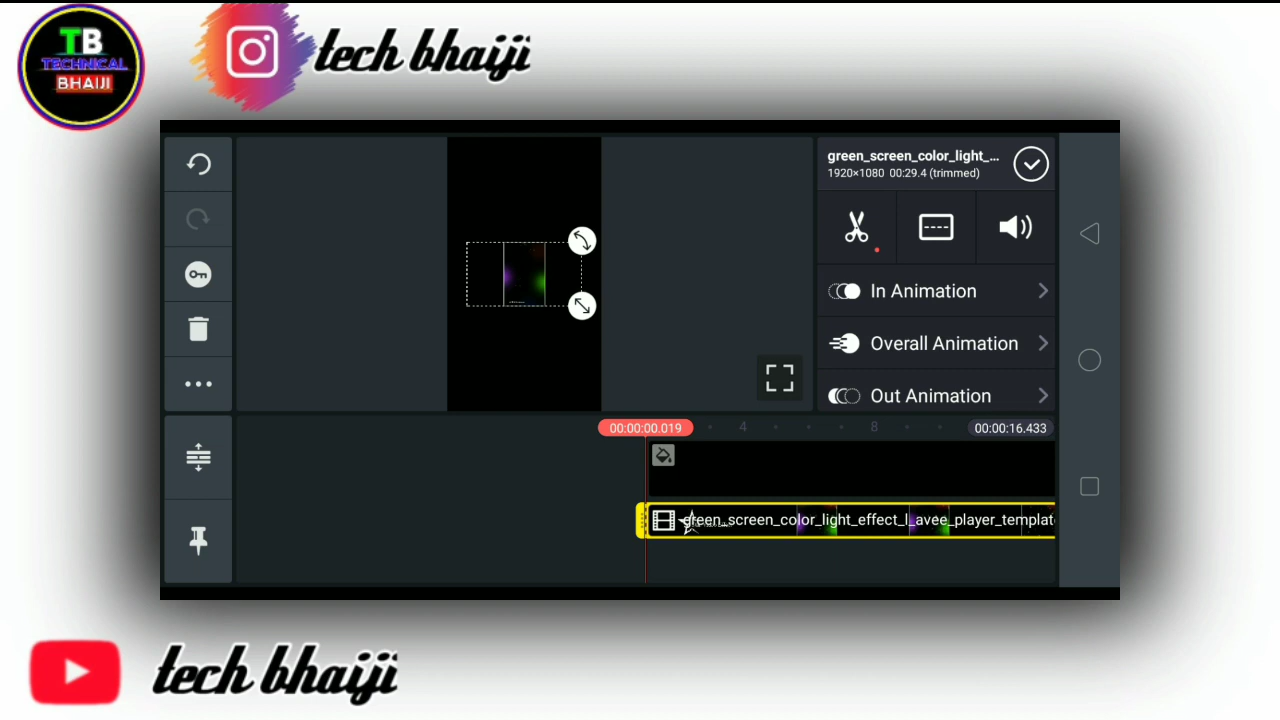 TB
TECHNICAL
BHAIJI
tech bhaiji
green_screen_color_light_...
1920×1080 00:29.4 (trimmed)
In Animation
Overall Animation
Out Animation
00:00:00.019
4
8
00:00:16.433
green_screen_color_light_effect_l_avee_player_templat
tech bhaiji